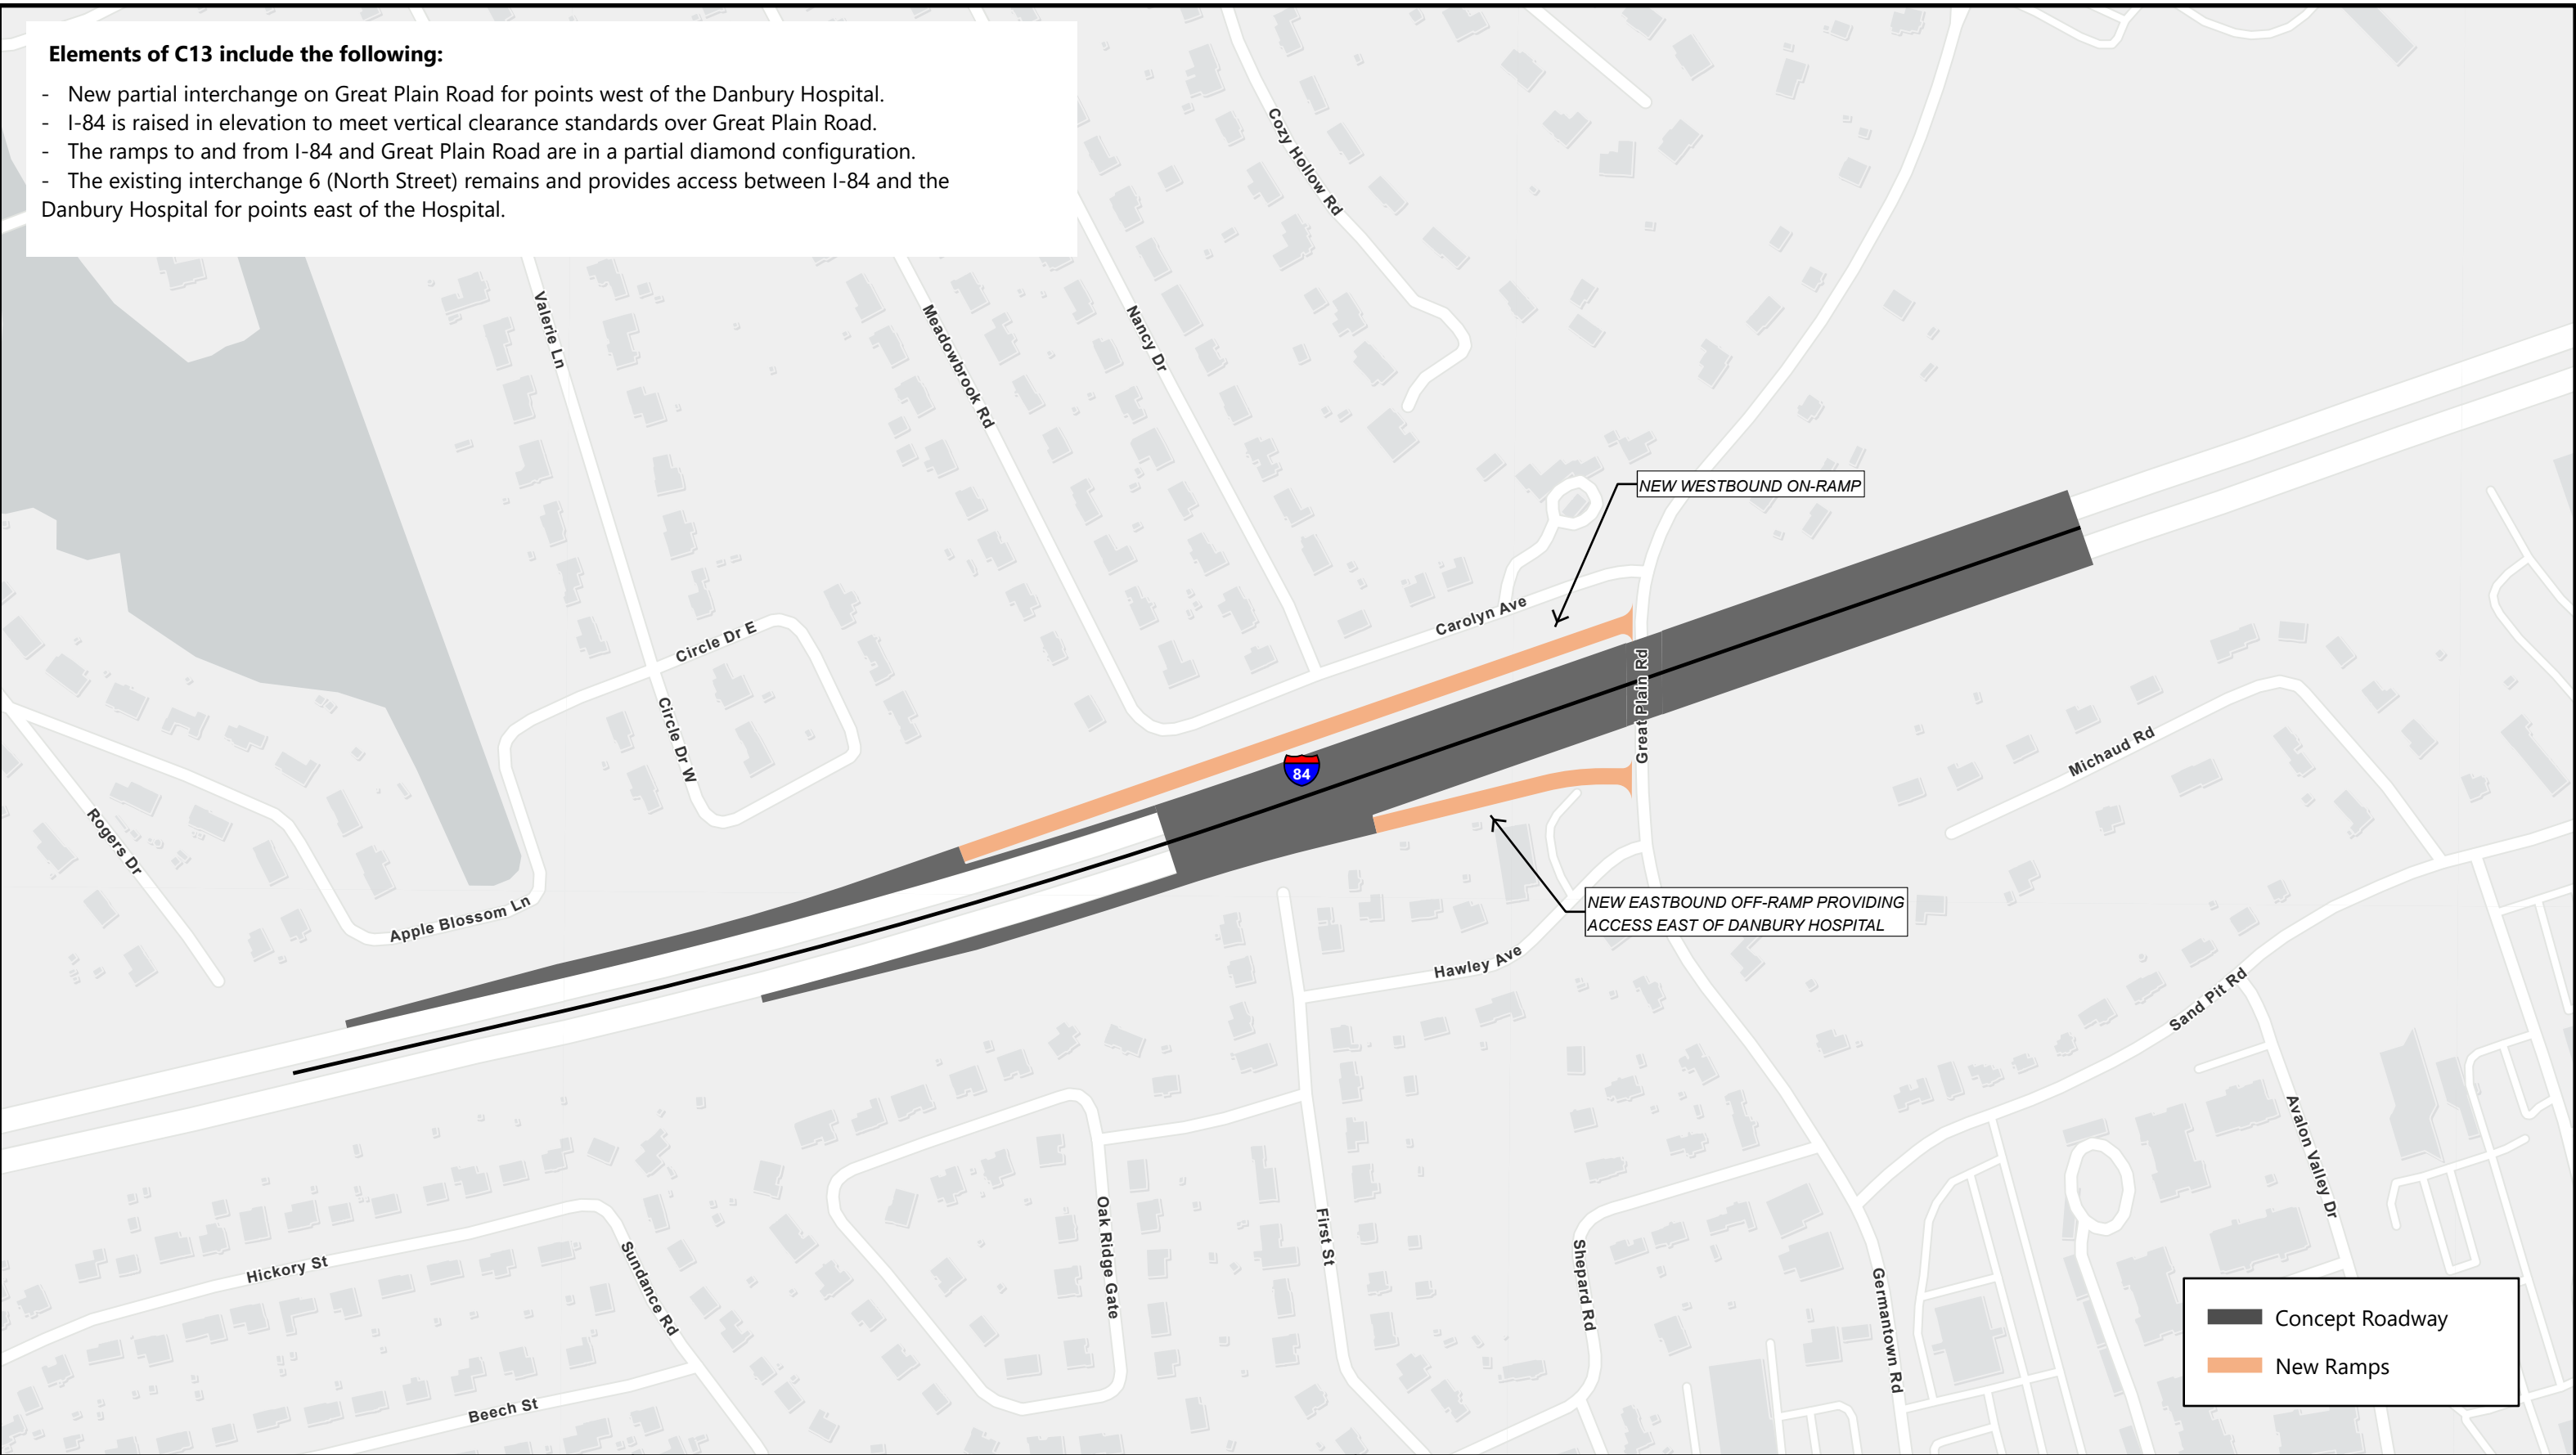 Elements of C13 include the following:
- New partial interchange on Great Plain Road for points west of the Danbury Hospital.
- I-84 is raised in elevation to meet vertical clearance standards over Great Plain Road.
- The ramps to and from I-84 and Great Plain Road are in a partial diamond configuration.
- The existing interchange 6 (North Street) remains and provides access between I-84 and the
Danbury Hospital for points east of the Hospital.
Cozy Hollow Rd
Valerie Ln
Meadowbrook Rd
Nancy Dr
NEW WESTBOUND ON-RAMP
Carolyn Ave
Circle Dr E
Circle Dr W
Great Plain Rd
84
Michaud Rd
Rogers Dr
Apple Blossom Ln
NEW EASTBOUND OFF-RAMP PROVIDING
ACCESS EAST OF DANBURY HOSPITAL
Hawley Ave
Sand Pit Rd
Avalon Valley Dr
Hickory St
Sundance Rd
Oak Ridge Gate
First St
Shepard Rd
Germantown Rd
Beech St
Concept Roadway
New Ramps